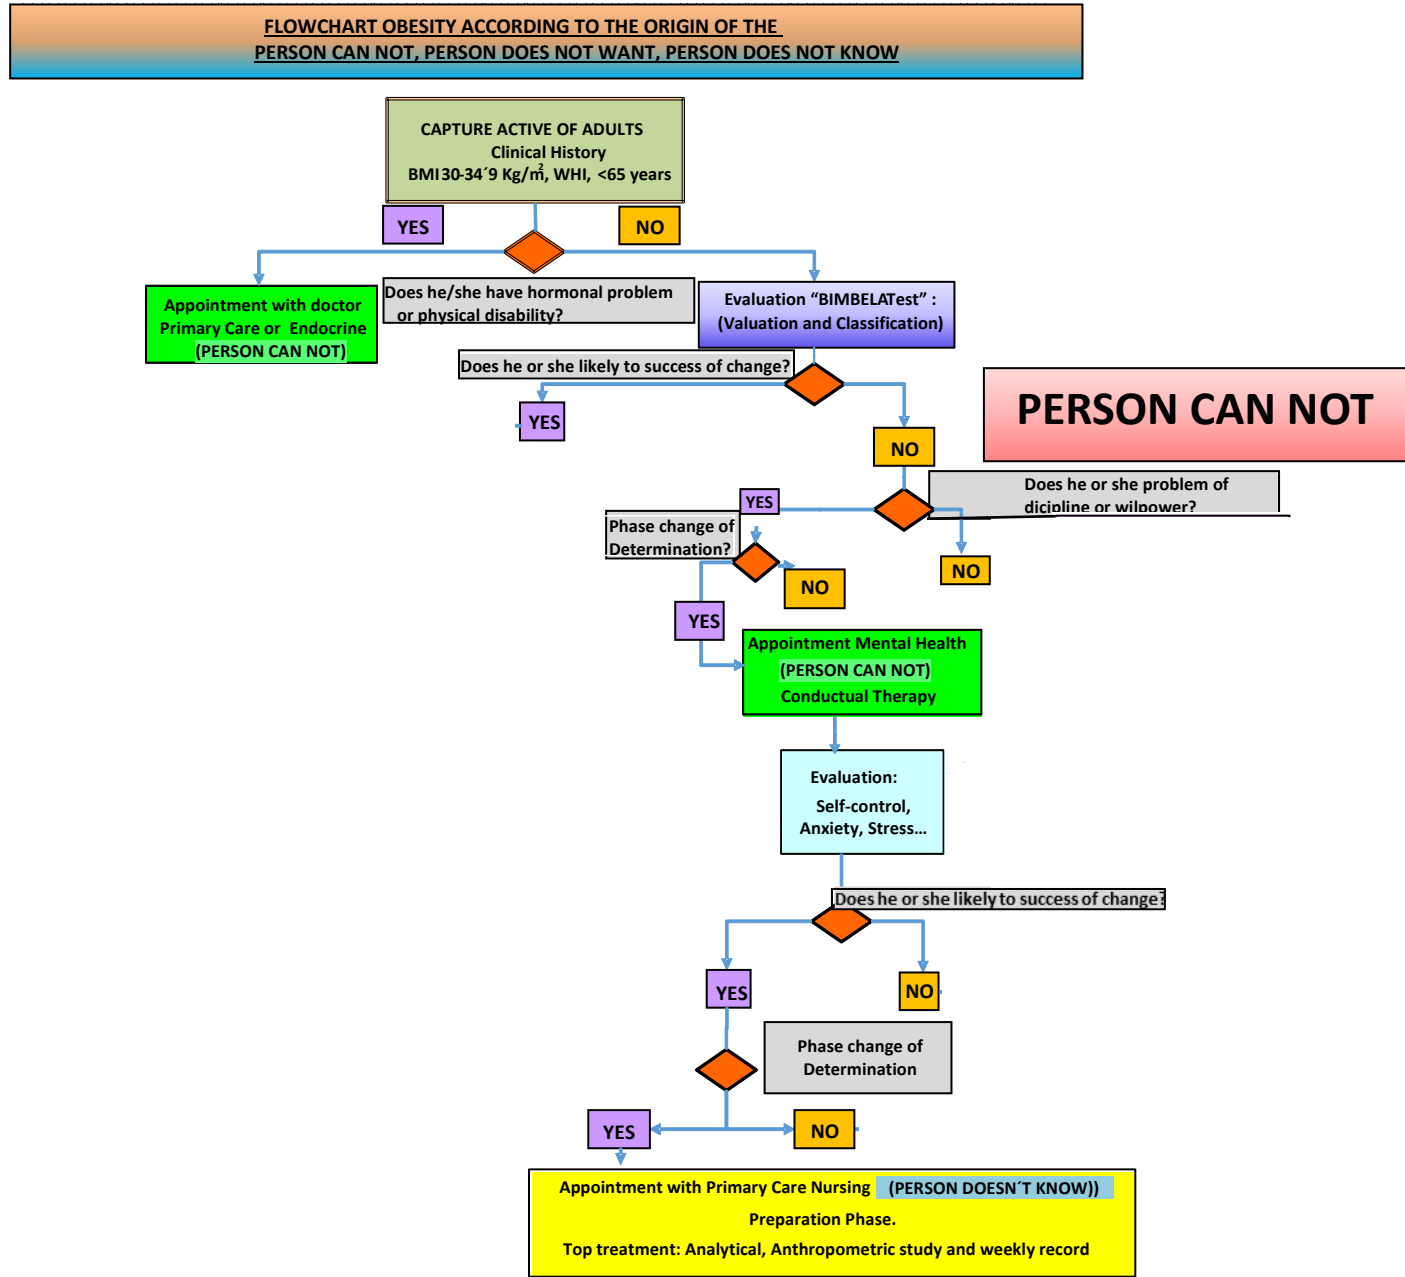 FLOWCHART OBESITY ACCORDING TO THE ORIGIN OF THE
PERSON CAN NOT, PERSON DOES NOT WANT, PERSON DOES NOT KNOW
CAPTURE ACTIVE OF ADULTS
Clinical History
BMI30-34´9 Kg/m², WHI, <65 years
YES
NO
Does he/she have hormonal problem
or physical disability?
Appointment with doctor
Primary Care or Endocrine
(PERSON CAN NOT)
Evaluation “BIMBELATest” :
(Valuation and Classification)
Does he or she likely to success of change?
YES
NO
PERSON CAN NOT
Does he or she problem of
dicipline or wilpower?
YES
NO
Phase change of
Determination?
NO
YES
Appointment Mental Health
(PERSON CAN NOT)
Conductual Therapy
Evaluation:
Self-control,
Anxiety, Stress...
Does he or she likely to success of change?
YES
NO
Phase change of
Determination
YES
NO
Appointment with Primary Care Nursing (PERSON DOESN´T KNOW))
Preparation Phase.
Top treatment: Analytical, Anthropometric study and weekly record